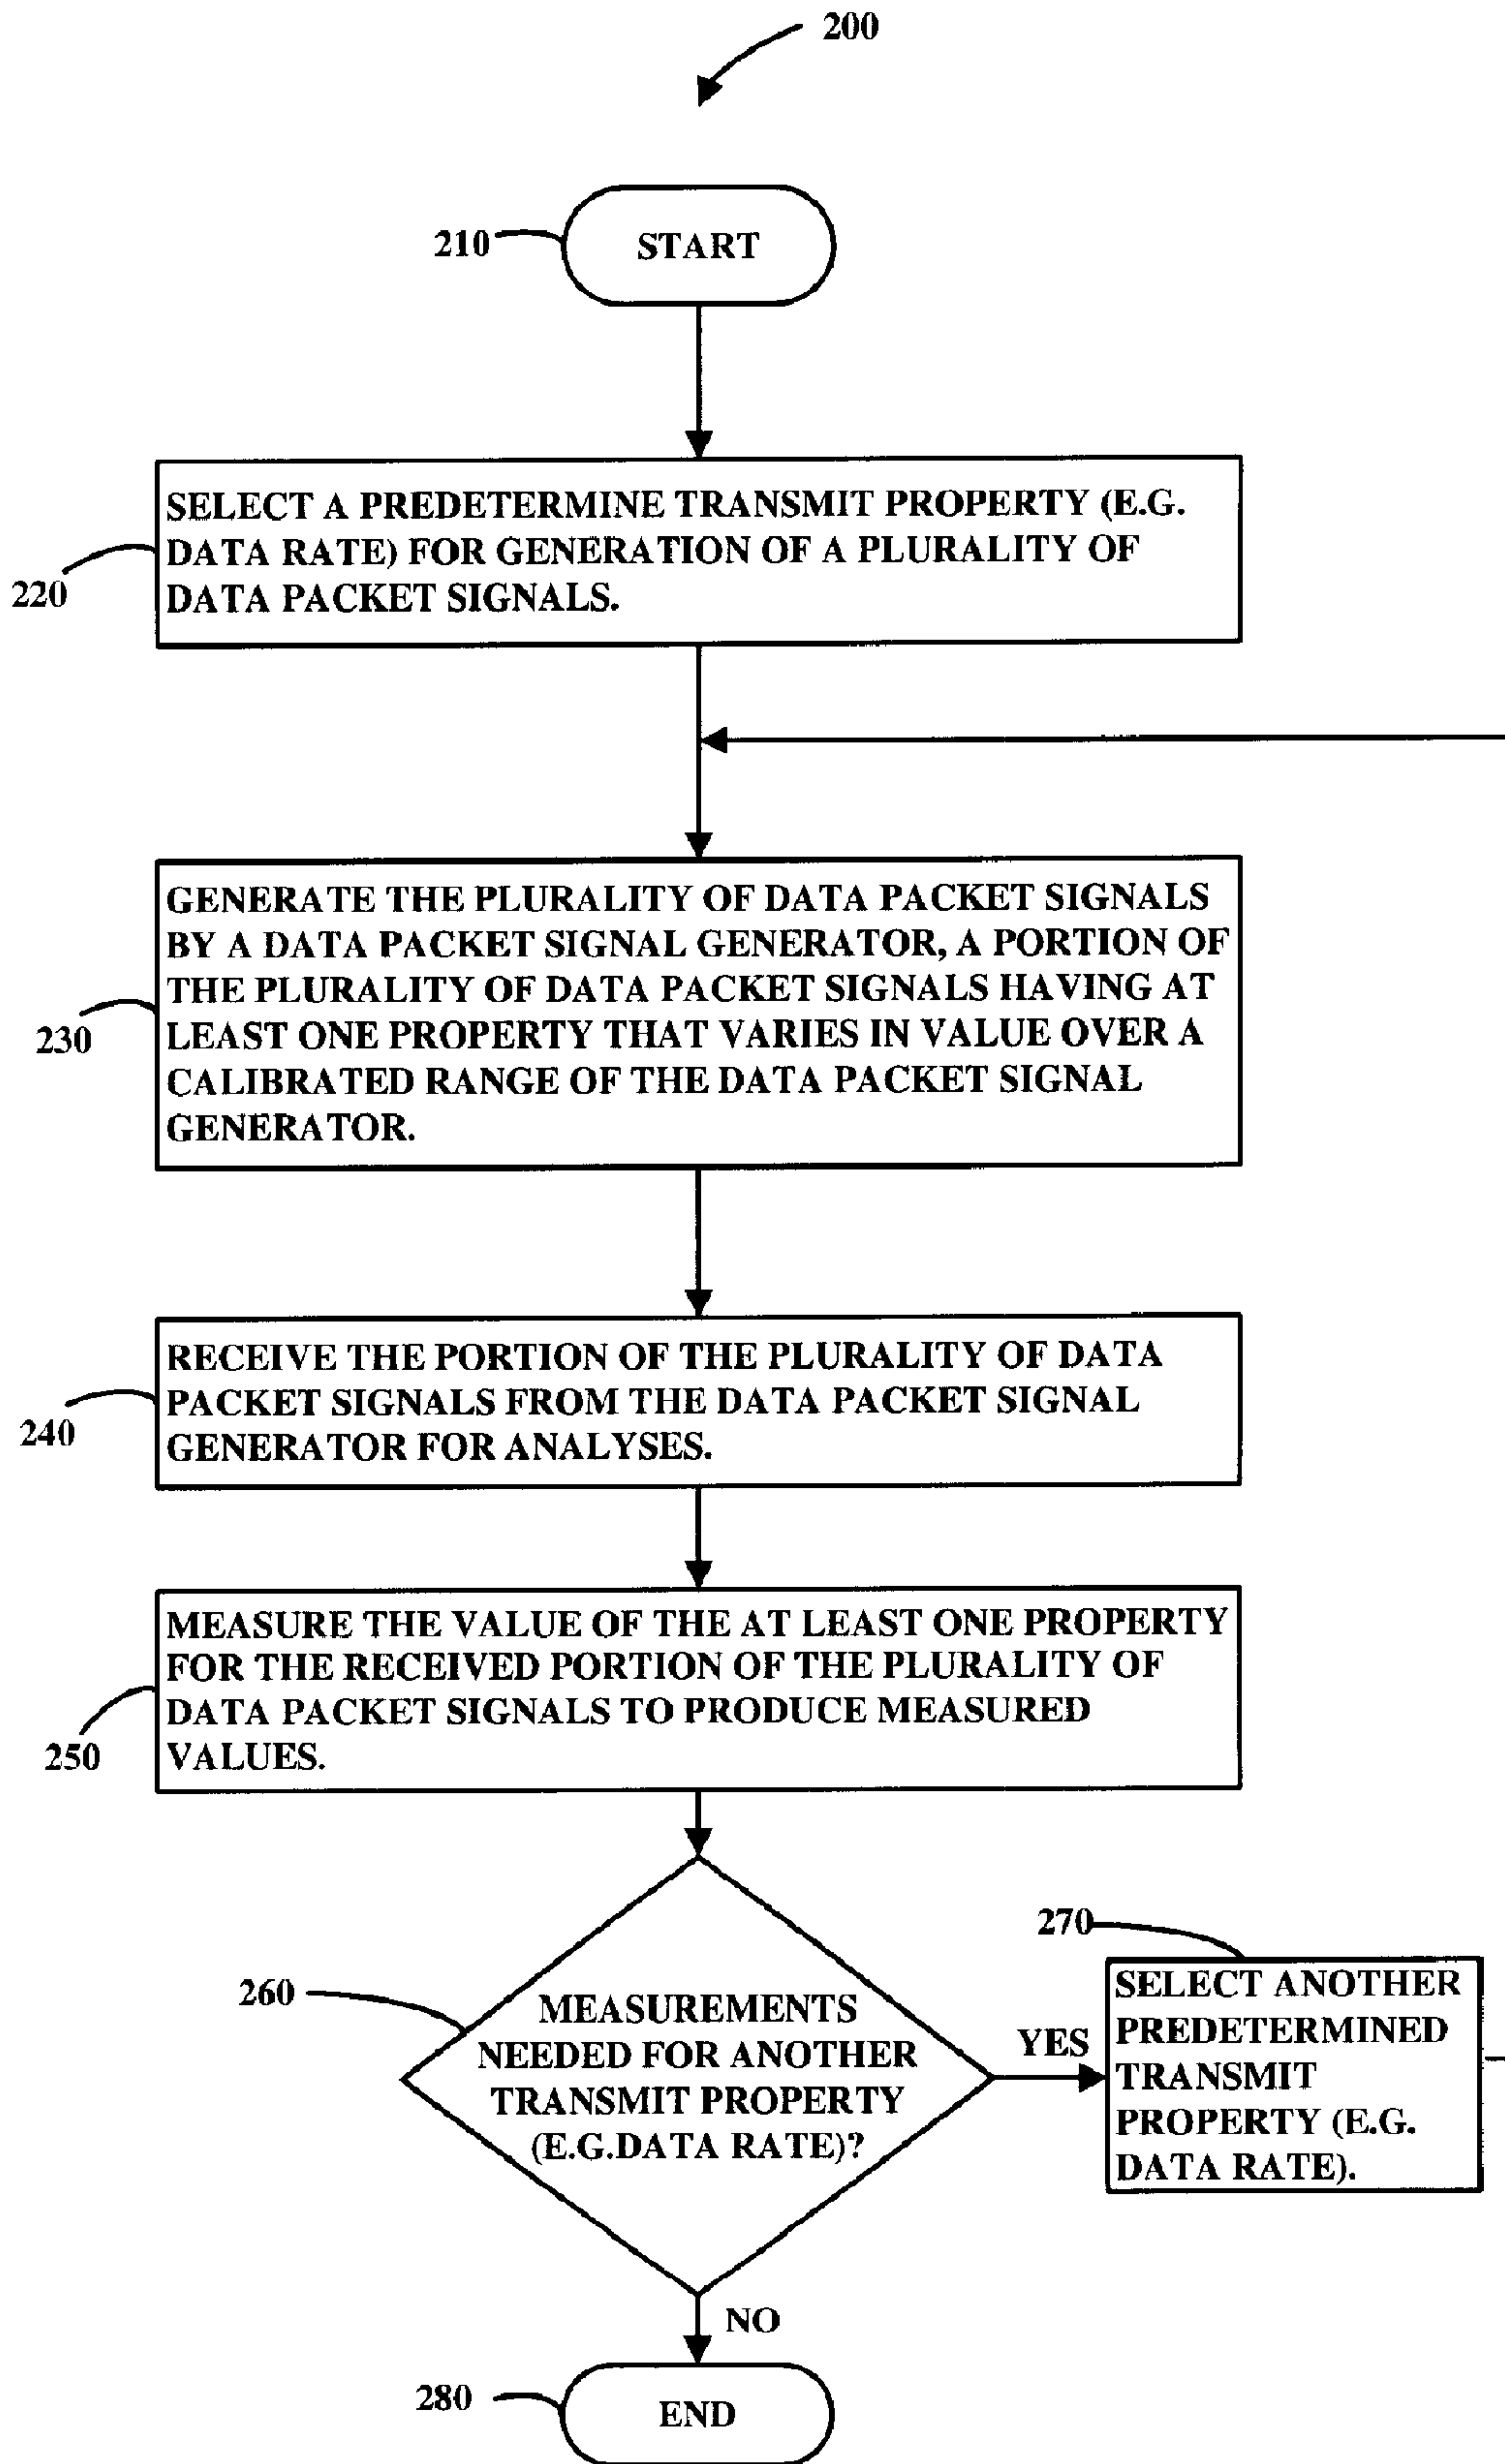 200
210
START
SELECT A PREDETERMINE TRANSMIT PROPERTY (E.G.
DATA RATE) FOR GENERATION OF A PLURALITY OF
DATA PACKET SIGNALS.
220
GENERATE THE PLURALITY OF DATA PACKET SIGNALS
BY A DATA PACKET SIGNAL GENERATOR, A PORTION OF
THE PLURALITY OF DATA PACKET SIGNALS HAVING AT
LEAST ONE PROPERTY THAT VARIES IN VALUE OVER A
CALIBRATED RANGE OF THE DATA PACKET SIGNAL
GENERATOR.
230
RECEIVE THE PORTION OF THE PLURALITY OF DATA
PACKET SIGNALS FROM THE DATA PACKET SIGNAL
GENERATOR FOR ANALYSES.
240
MEASURE THE VALUE OF THE AT LEAST ONE PROPERTY
FOR THE RECEIVED PORTION OF THE PLURALITY OF
DATA PACKET SIGNALS TO PRODUCE MEASURED
VALUES.
250
260
MEASUREMENTS
NEEDED FOR ANOTHER
TRANSMIT PROPERTY
(E.G.DATA RATE)?
YES
270
SELECT ANOTHER
PREDETERMINED
TRANSMIT
PROPERTY (E.G.
DATA RATE).
NO
280
END